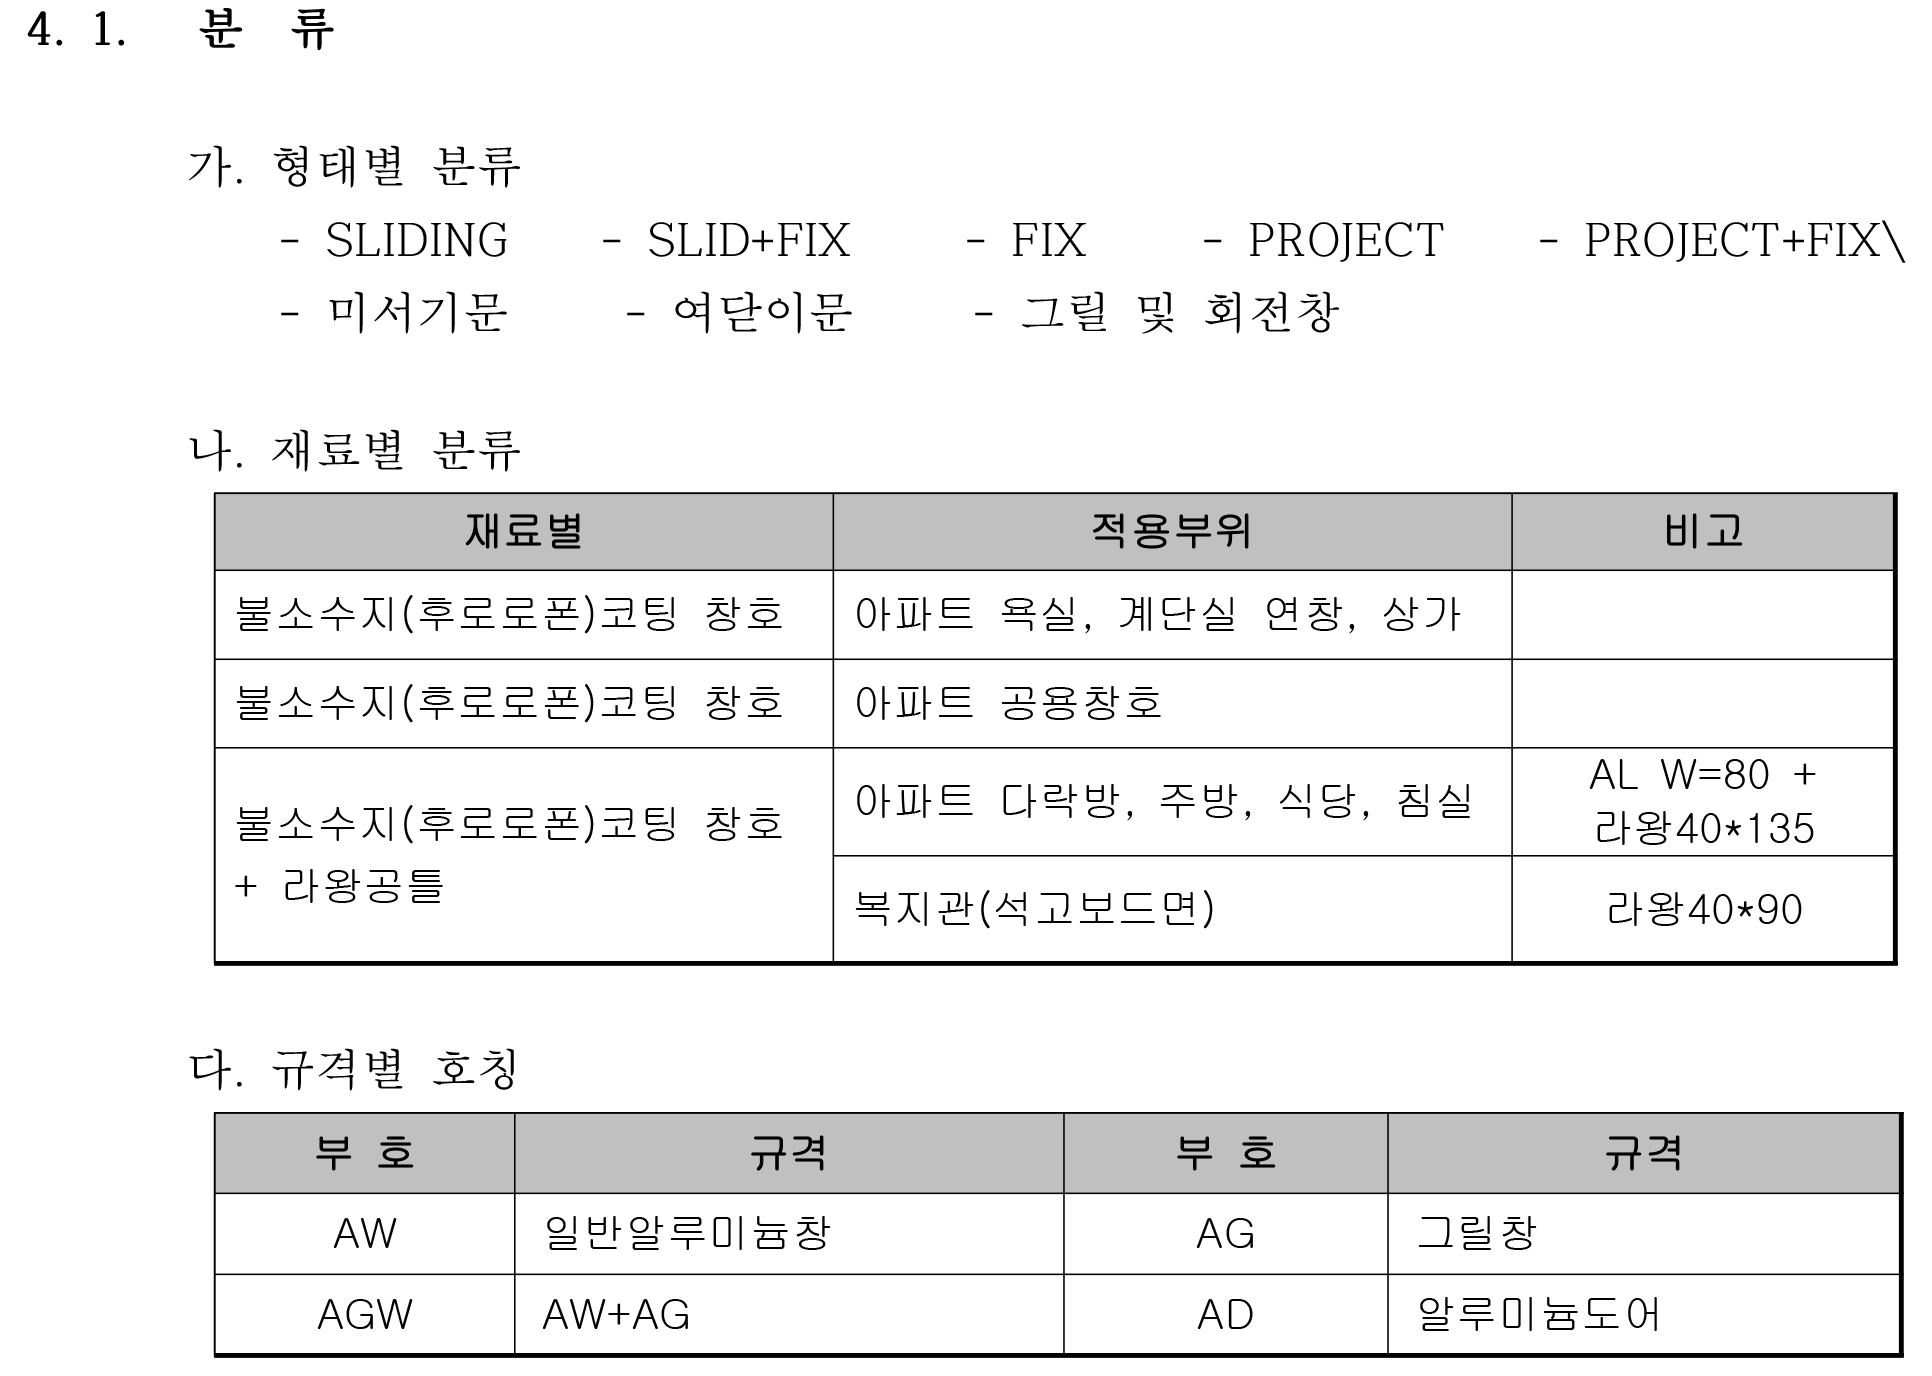 4. 1. 분 류
가. 형태별 분류
- SLIDING - SLID+FIX - FIX - PROJECT - PROJECT+FIX\
- 미서기문 - 여닫이문 - 그릴 및 회전창
나. 재료별 분류
재료별 적용부위 비고
불소수지(후로로폰)코팅 창호 아파트 욕실, 계단실 연창, 상가
불소수지(후로로폰)코팅 창호 아파트 공용창호
불소수지(후로로폰)코팅 창호
+ 라왕공틀
아파트 다락방, 주방, 식당, 침실
AL W=80 +
라왕40*135
복지관(석고보드면) 라왕40*90
다. 규격별 호칭
부 호 규격 부 호 규격
AW 일반알루미늄창 AG 그릴창
AGW AW+AG AD 알루미늄도어